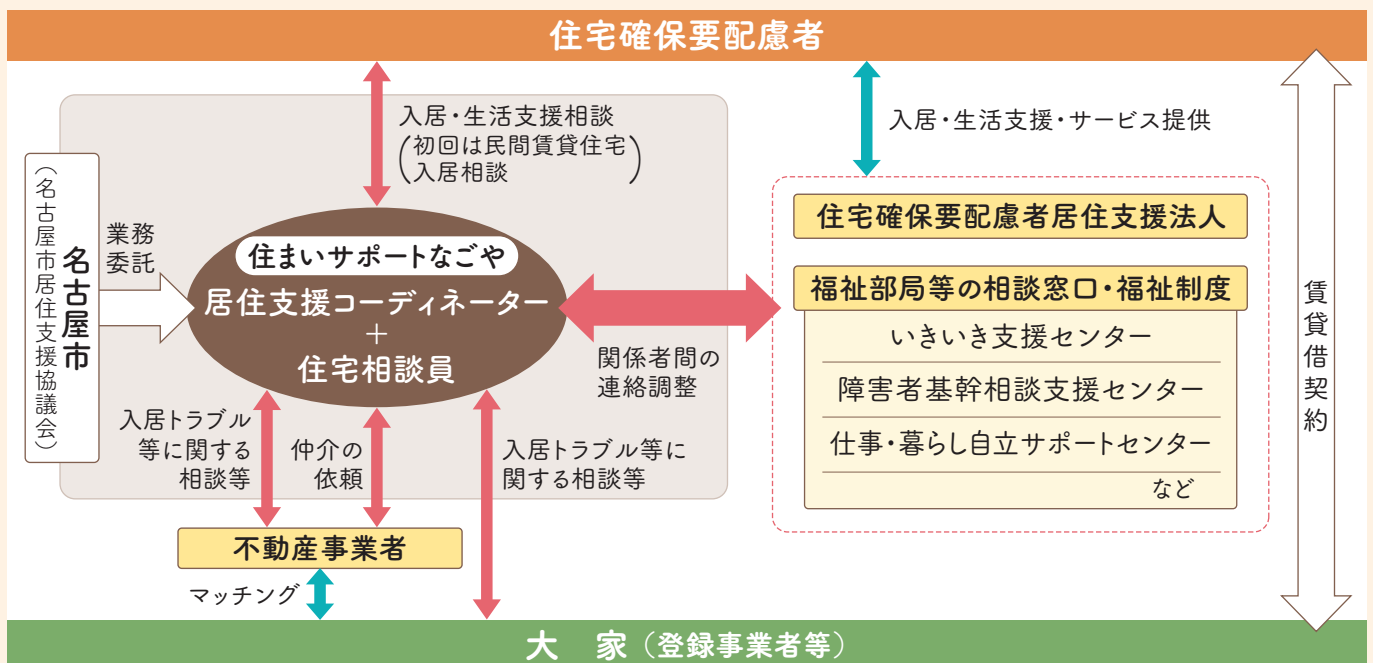 住宅確保要配慮者
入居・生活支援相談
(初回は民間賃貸住宅
入居相談)
入居・生活支援・サービス提供
名古屋市
(名古屋市居住支援協議会)
業務
委託
住まいサポートなごや
居住支援コーディネーター
+
住宅相談員
関係者間の
連絡調整
住宅確保要配慮者居住支援法人
福祉部局等の相談窓口・福祉制度
いきいき支援センター
障害者基幹相談支援センター
仕事・暮らし自立サポートセンター
など
賃貸借契約
入居トラブル
等に関する
相談等
仲介の
依頼
入居トラブル等に
関する相談等
不動産事業者
マッチング
大 家(登録事業者等)